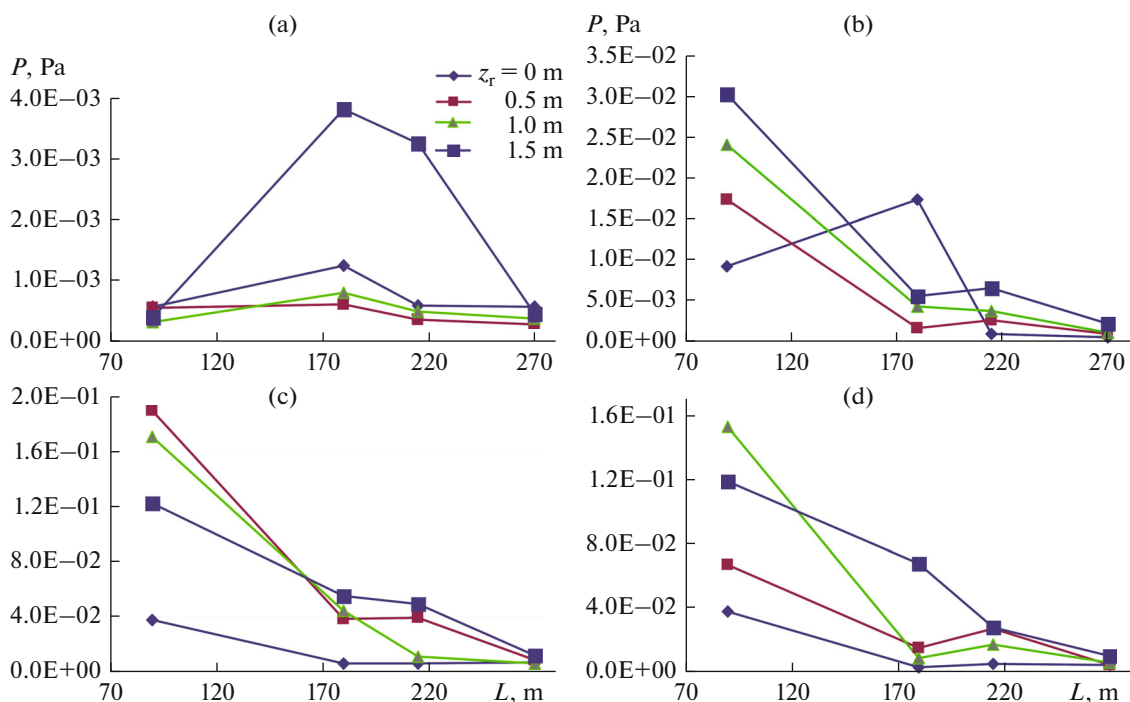 (a)
P, Pa
4.0E−03
3.0E−03
2.0E−03
1.0E−03
0.0E+00
70 120 170 220 270
z_r = 0 m
0.5 m
1.0 m
1.5 m
(b)
P, Pa
3.5E−02
3.0E−02
2.5E−02
2.0E−02
1.5E−02
1.0E−02
5.0E−03
0.0E+00
70 120 170 220 270
(c)
2.0E−01
1.6E−01
1.2E−01
8.0E−02
4.0E−02
0.0E+00
70 120 170 220 L, m
(d)
1.6E−01
1.2E−01
8.0E−02
4.0E−02
0.0E+00
70 120 170 220 L, m